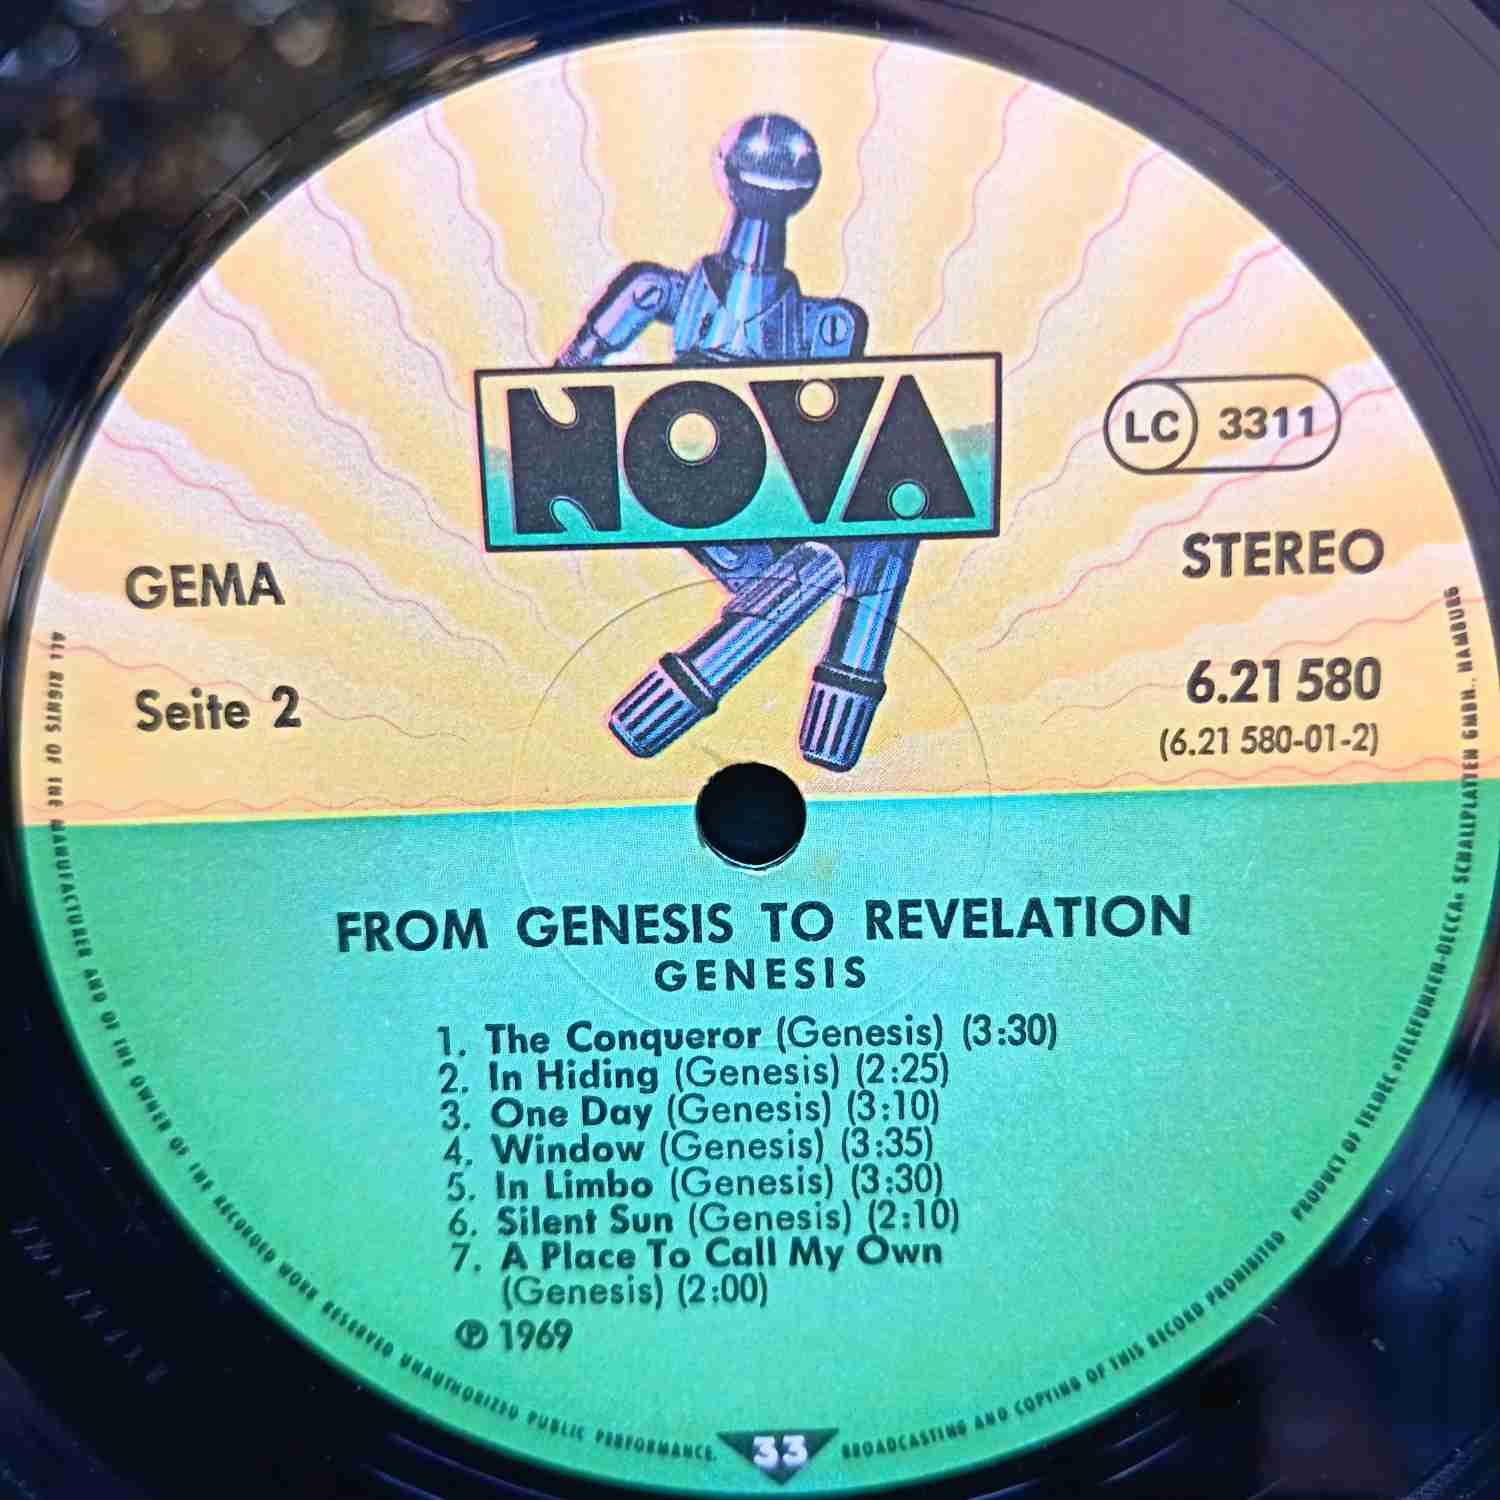 NOVA
LC 3311
GEMA
STEREO
Seite 2
6.21 580
(6.21 580-01-2)
FROM GENESIS TO REVELATION
GENESIS
1. The Conqueror (Genesis) (3:30)
2. In Hiding (Genesis) (2:25)
3. One Day (Genesis) (3:10)
4. Window (Genesis) (3:35)
5. In Limbo (Genesis) (3:30)
6. Silent Sun (Genesis) (2:10)
7. A Place To Call My Own
(Genesis) (2:00)
℗ 1969
ALL RIGHTS OF THE MANUFACTURER AND OF THE OWNER OF THE RECORDED WORK RESERVED UNAUTHORIZED PUBLIC PERFORMANCE,
33
BROADCASTING AND COPYING OF THIS RECORD PROHIBITED PRODUCT OF TELDEC »TELEFUNKEN-DECCA« SCHALLPLATTEN GMBH., HAMBURG